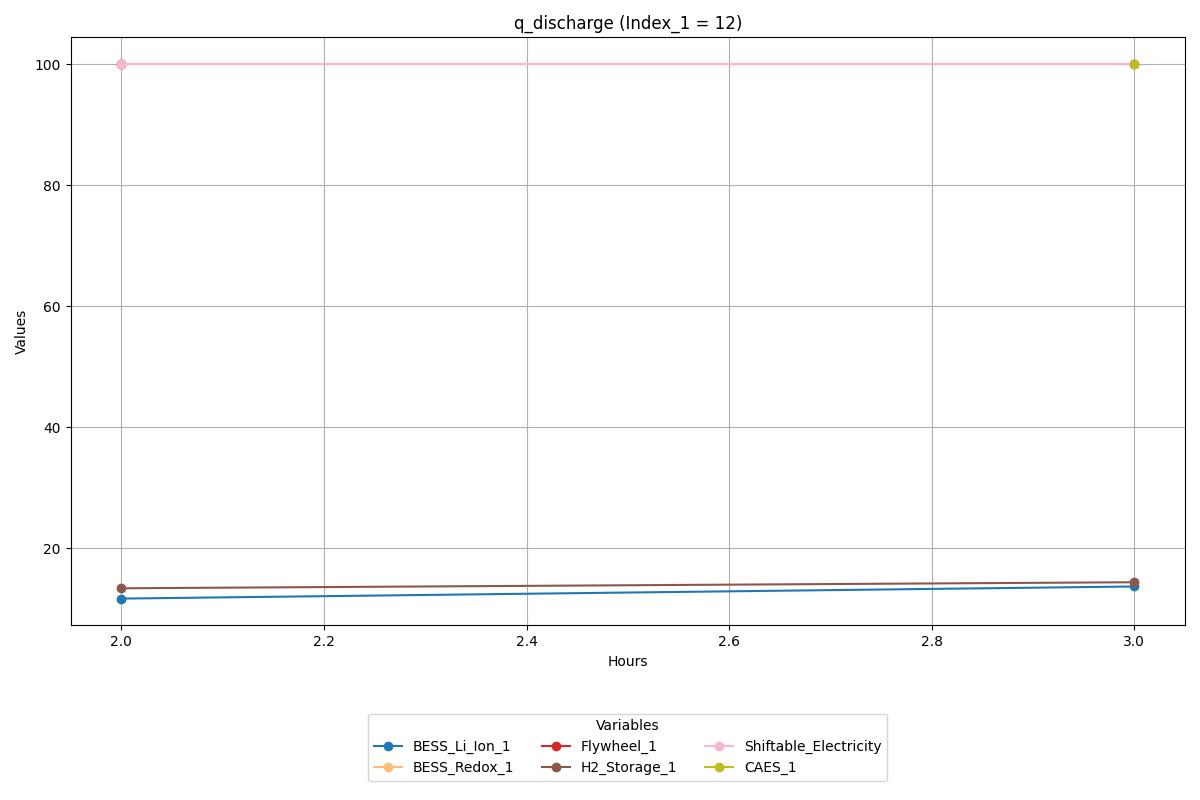 q_discharge (Index_1 = 12)
100
80
60
40
20
Values
2.0 2.2 2.4 2.6 2.8 3.0
Hours
Variables
BESS_Li_Ion_1 Flywheel_1 Shiftable_Electricity
BESS_Redox_1 H2_Storage_1 CAES_1